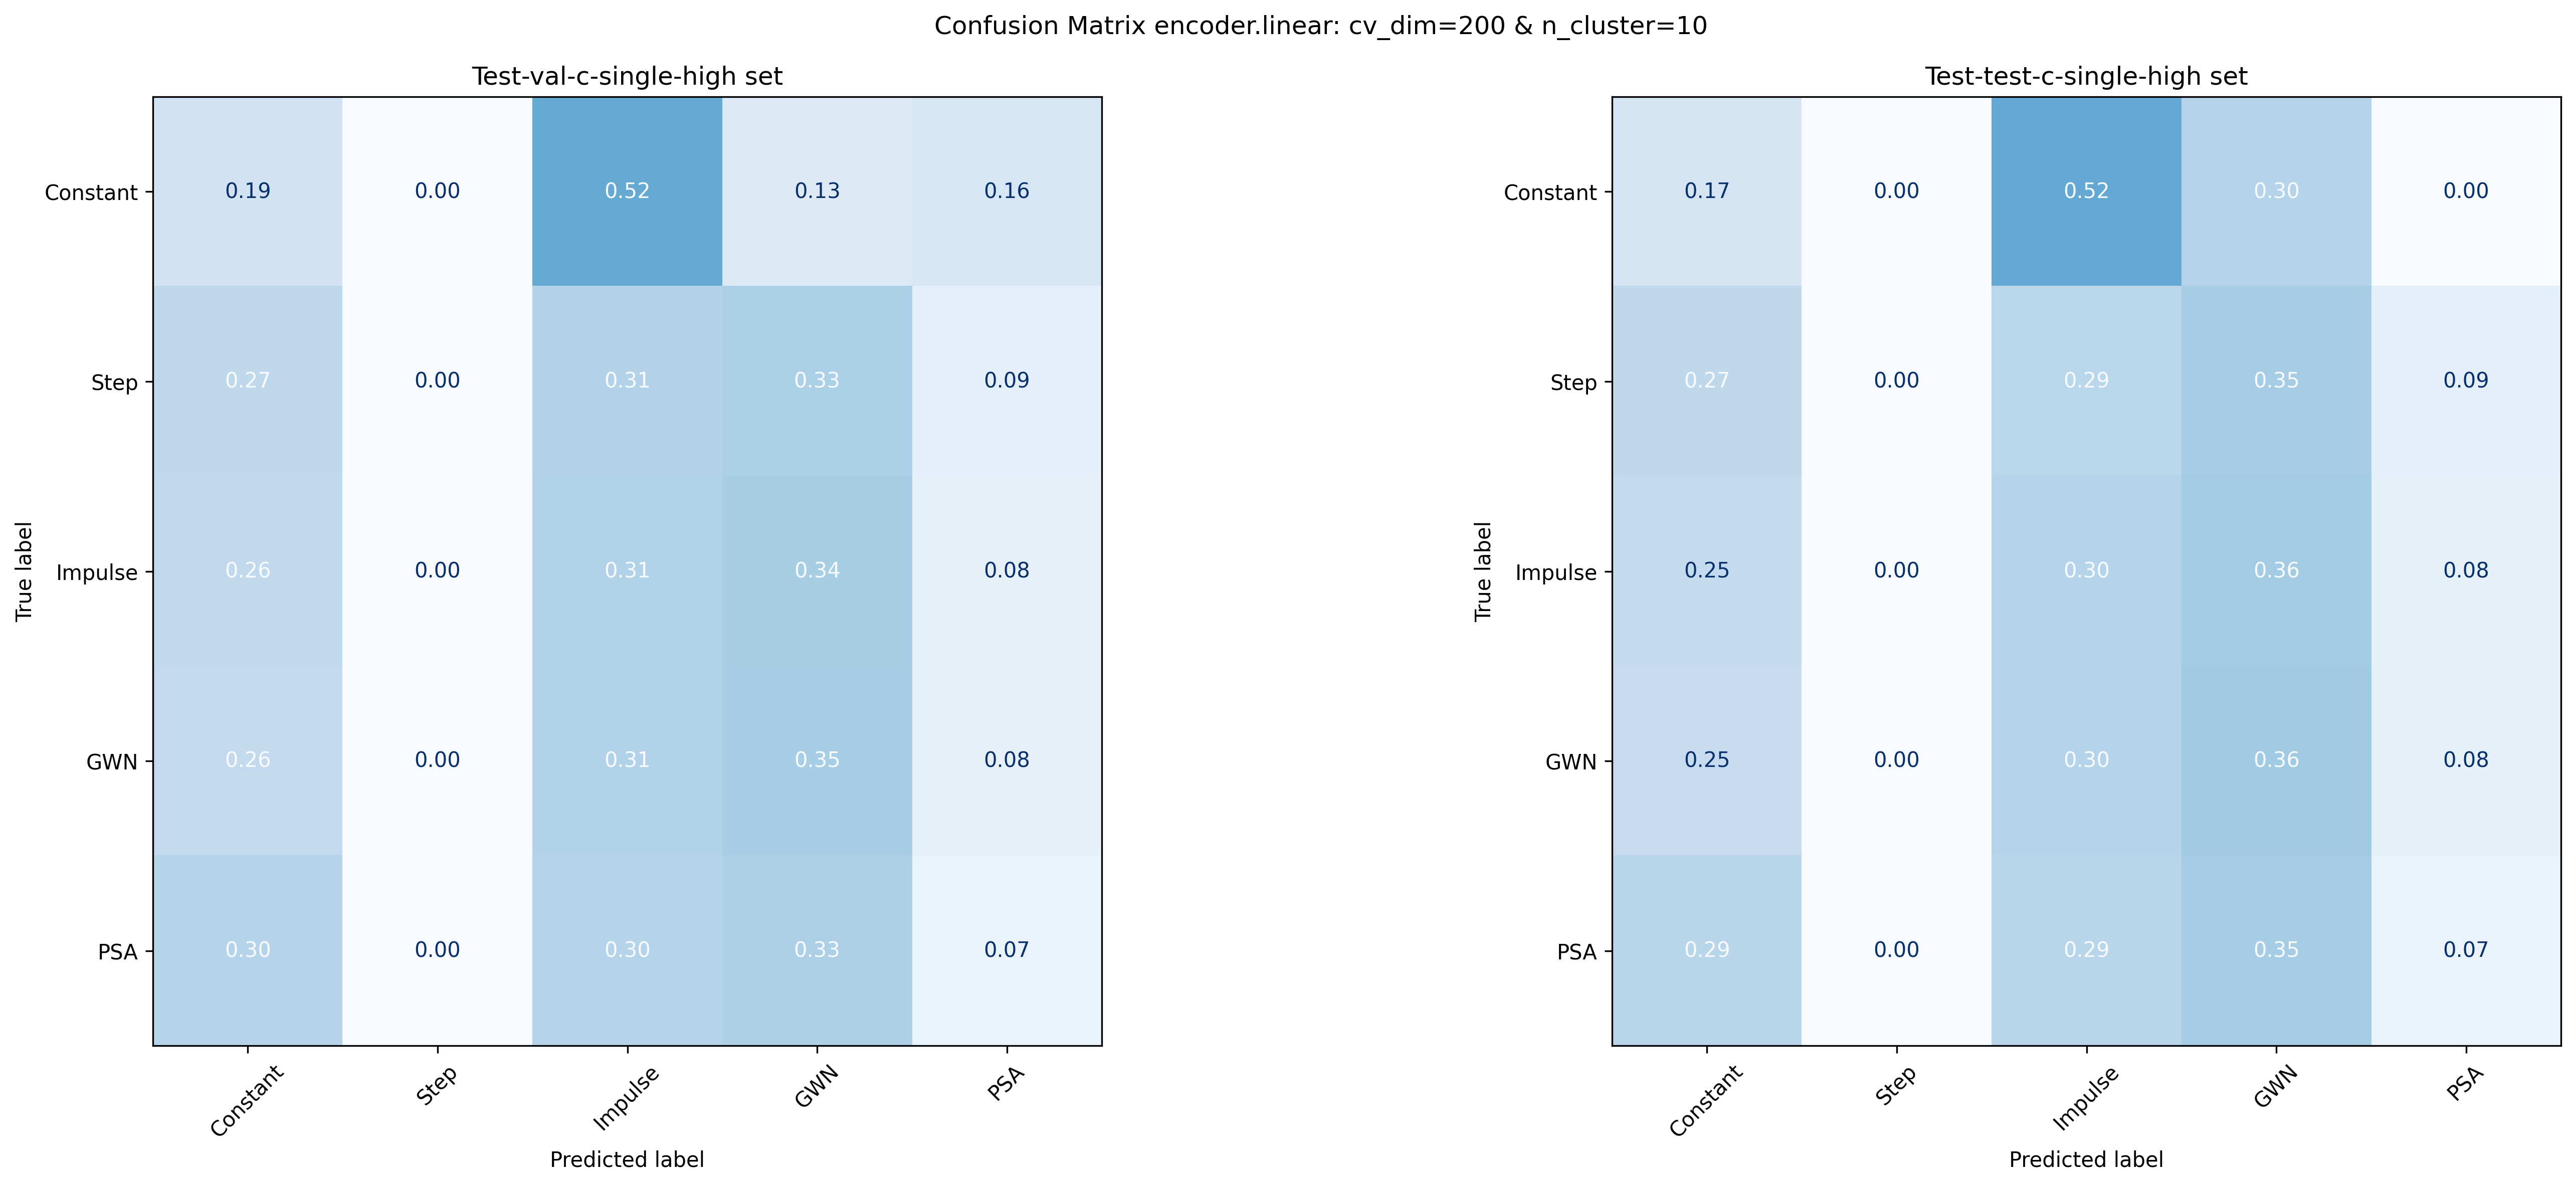 Confusion Matrix encoder.linear: cv_dim=200 & n_cluster=10
Test-val-c-single-high set
True label
Constant 0.19 0.00 0.52 0.13 0.16
Step 0.27 0.00 0.31 0.33 0.09
Impulse 0.26 0.00 0.31 0.34 0.08
GWN 0.26 0.00 0.31 0.35 0.08
PSA 0.30 0.00 0.30 0.33 0.07
Constant Step Impulse GWN PSA
Predicted label
Test-test-c-single-high set
True label
Constant 0.17 0.00 0.52 0.30 0.00
Step 0.27 0.00 0.29 0.35 0.09
Impulse 0.25 0.00 0.30 0.36 0.08
GWN 0.25 0.00 0.30 0.36 0.08
PSA 0.29 0.00 0.29 0.35 0.07
Constant Step Impulse GWN PSA
Predicted label